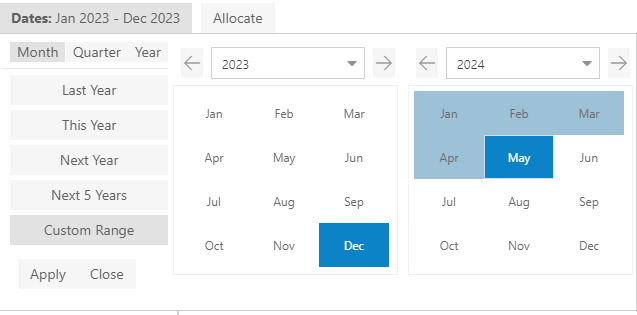 Dates: Jan 2023 - Dec 2023 Allocate
Month Quarter Year
2023
2024
Last Year
This Year
Next Year
Next 5 Years
Custom Range
Apply Close
Jan Feb Mar
Apr May Jun
Jul Aug Sep
Oct Nov Dec
Jan Feb Mar
Apr May Jun
Jul Aug Sep
Oct Nov Dec